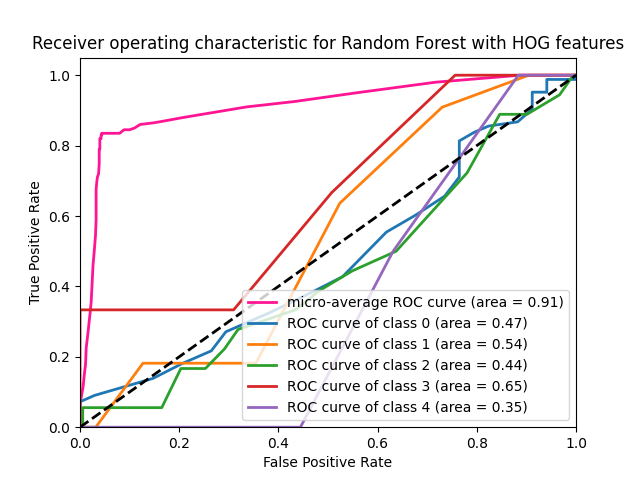 Receiver operating characteristic for Random Forest with HOG features
1.0
0.8
0.6
0.4
0.2
0.0
True Positive Rate
micro-average ROC curve (area = 0.91)
ROC curve of class 0 (area = 0.47)
ROC curve of class 1 (area = 0.54)
ROC curve of class 2 (area = 0.44)
ROC curve of class 3 (area = 0.65)
ROC curve of class 4 (area = 0.35)
0.0 0.2 0.4 0.6 0.8 1.0
False Positive Rate